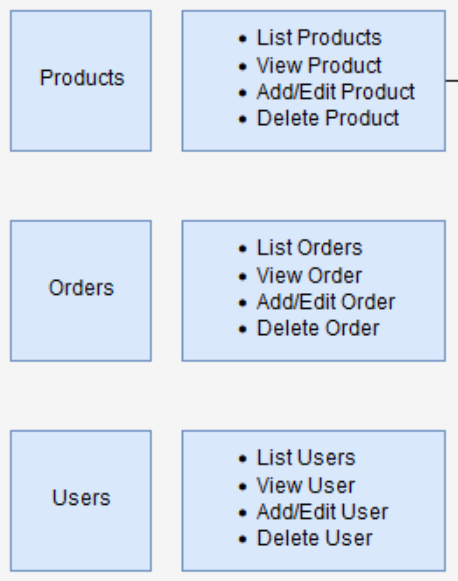 Products
• List Products
• View Product
• Add/Edit Product
• Delete Product
Orders
• List Orders
• View Order
• Add/Edit Order
• Delete Order
Users
• List Users
• View User
• Add/Edit User
• Delete User